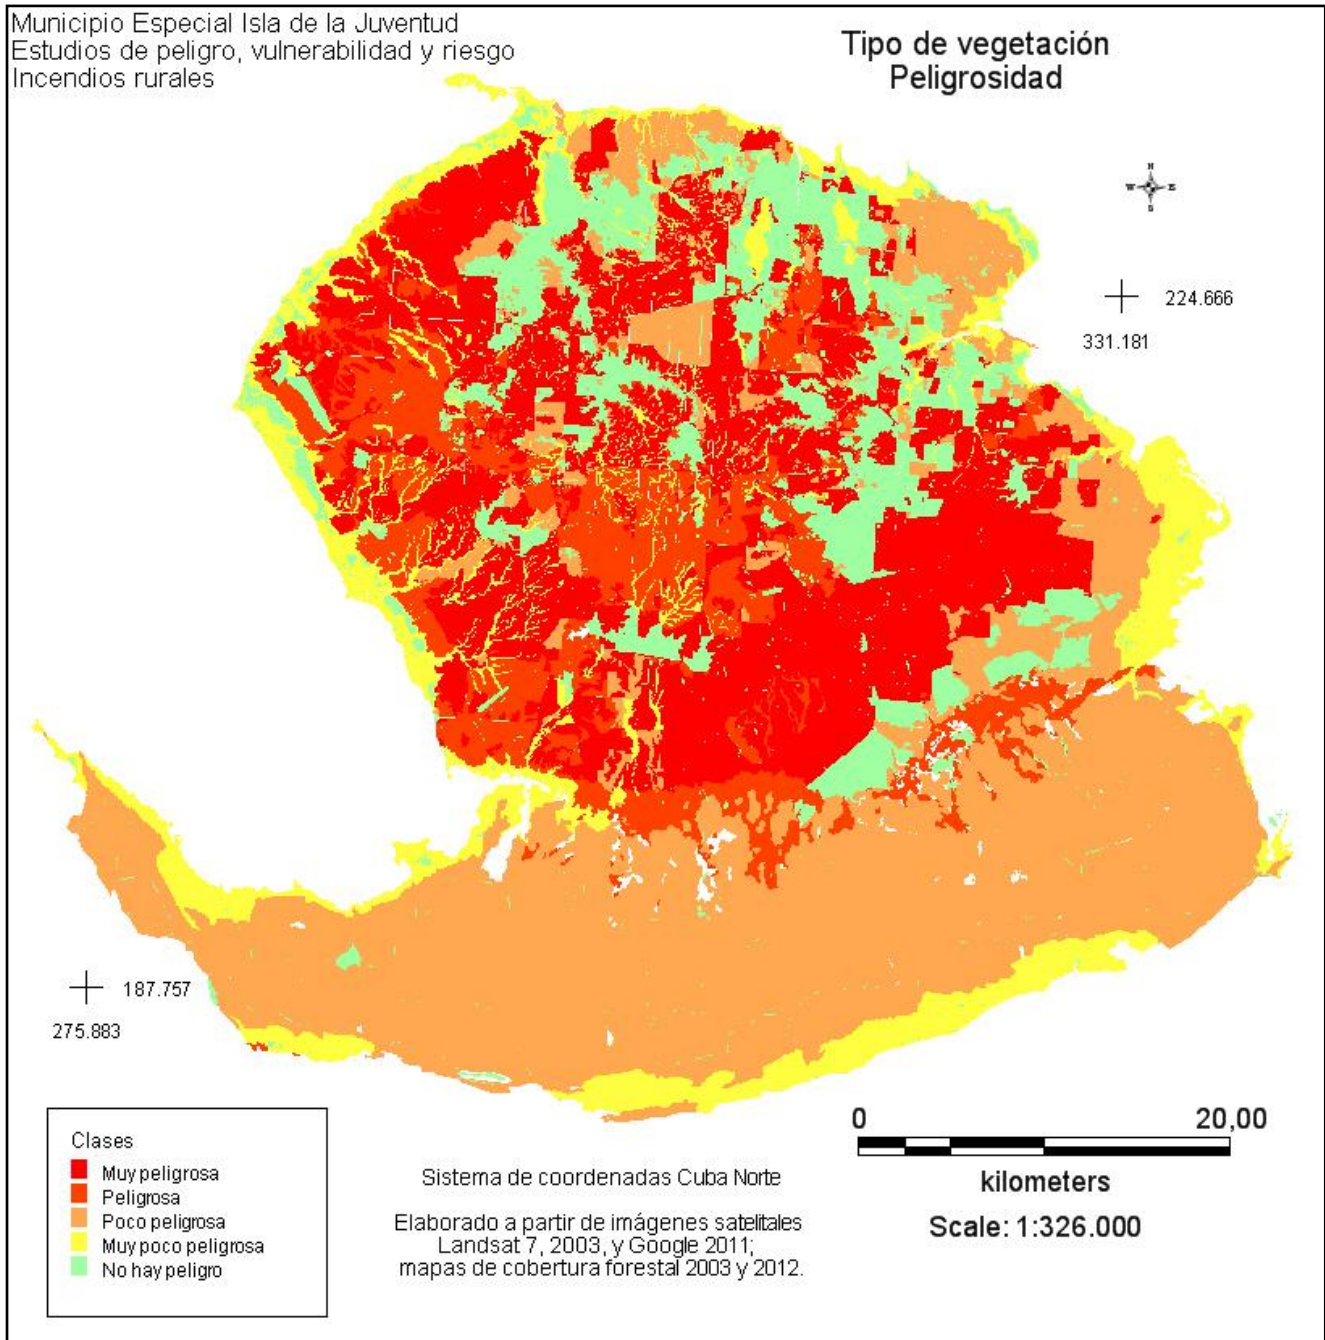 Municipio Especial Isla de la Juventud
Estudios de peligro, vulnerabilidad y riesgo
Incendios rurales
Tipo de vegetación
Peligrosidad
N
W E
S
224.666
331.181
187.757
275.883
Clases
Muy peligrosa
Peligrosa
Poco peligrosa
Muy poco peligrosa
No hay peligro
Sistema de coordenadas Cuba Norte
Elaborado a partir de imágenes satelitales
Landsat 7, 2003, y Google 2011;
mapas de cobertura forestal 2003 y 2012.
0 20,00
kilometers
Scale: 1:326.000